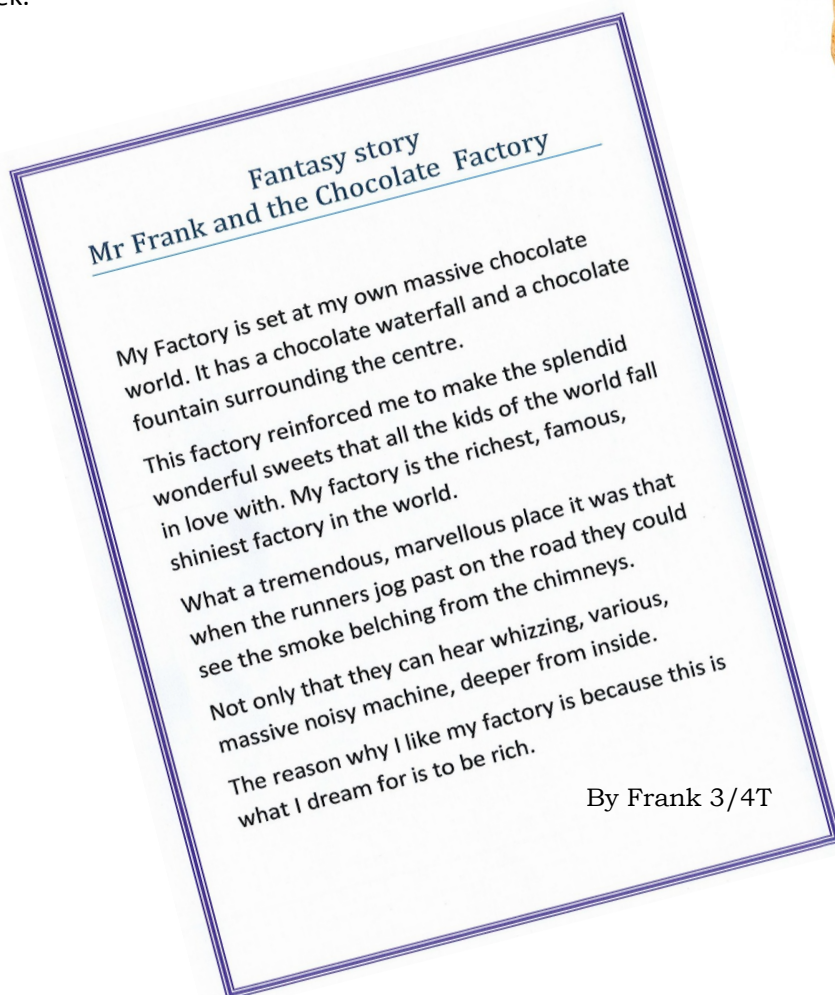 ck.
Fantasy story
Mr Frank and the Chocolate Factory
My Factory is set at my own massive chocolate
world. It has a chocolate waterfall and a chocolate
fountain surrounding the centre.
This factory reinforced me to make the splendid
wonderful sweets that all the kids of the world fall
in love with. My factory is the richest, famous,
shiniest factory in the world.
What a tremendous, marvellous place it was that
when the runners jog past on the road they could
see the smoke belching from the chimneys.
Not only that they can hear whizzing, various,
massive noisy machine, deeper from inside.
The reason why I like my factory is because this is
what I dream for is to be rich.
By Frank 3/4T